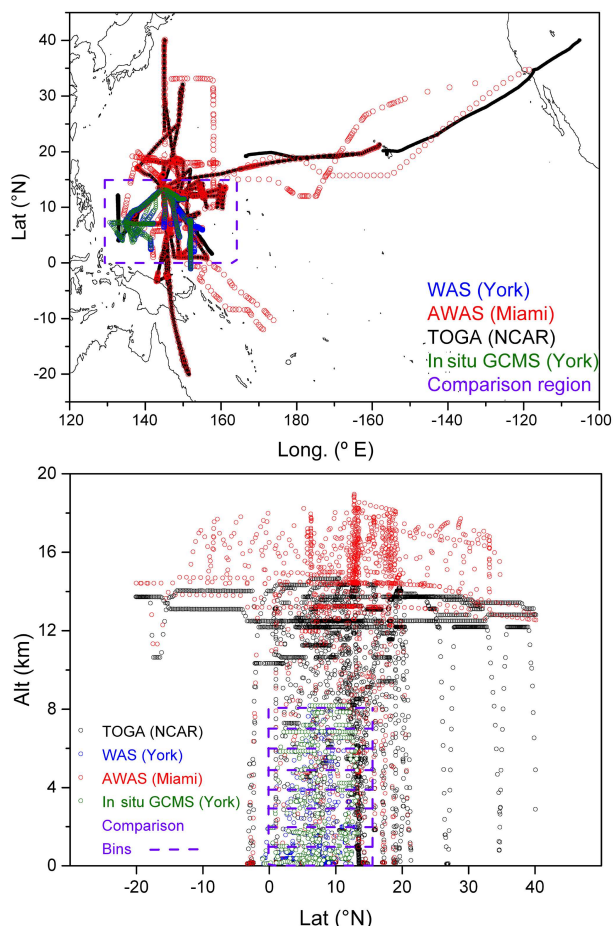 50
40
30
20
10
0
-10
-20
Lat (°N)
WAS (York)
AWAS (Miami)
TOGA (NCAR)
In situ GCMS (York)
Comparison region
120 140 160 -160 -140 -120 -100
Long. (º E)
20
16
12
8
4
0
Alt (km)
TOGA (NCAR)
WAS (York)
AWAS (Miami)
In situ GCMS (York)
Comparison
Bins
-20 -10 0 10 20 30 40
Lat (°N)